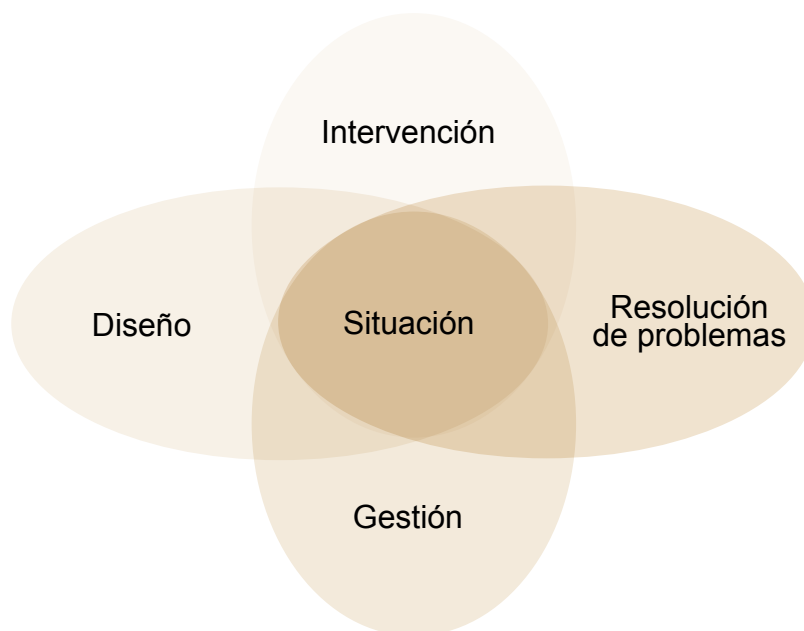 Intervención
Diseño
Situación
Resolución
de problemas
Gestión